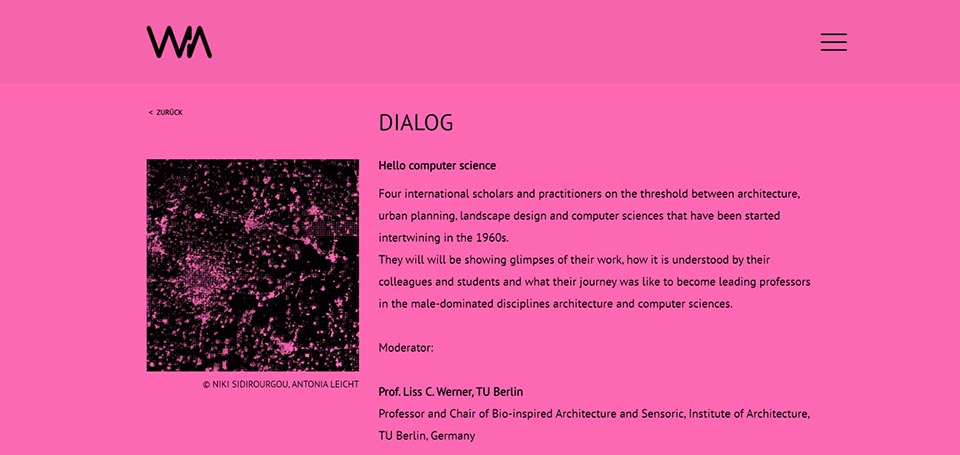 WIA
< ZURÜCK
DIALOG
Hello computer science
Four international scholars and practitioners on the threshold between architecture,
urban planning, landscape design and computer sciences that have been started
intertwining in the 1960s.
They will will be showing glimpses of their work, how it is understood by their
colleagues and students and what their journey was like to become leading professors
in the male-dominated disciplines architecture and computer sciences.
© NIKI SIDIROURGOU, ANTONIA LEICHT
Moderator:
Prof. Liss C. Werner, TU Berlin
Professor and Chair of Bio-inspired Architecture and Sensoric, Institute of Architecture,
TU Berlin, Germany